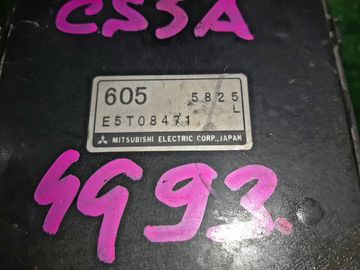 CS5A
605 5825
L
E5T08471
MITSUBISHI ELECTRIC CORP., JAPAN
4G93.